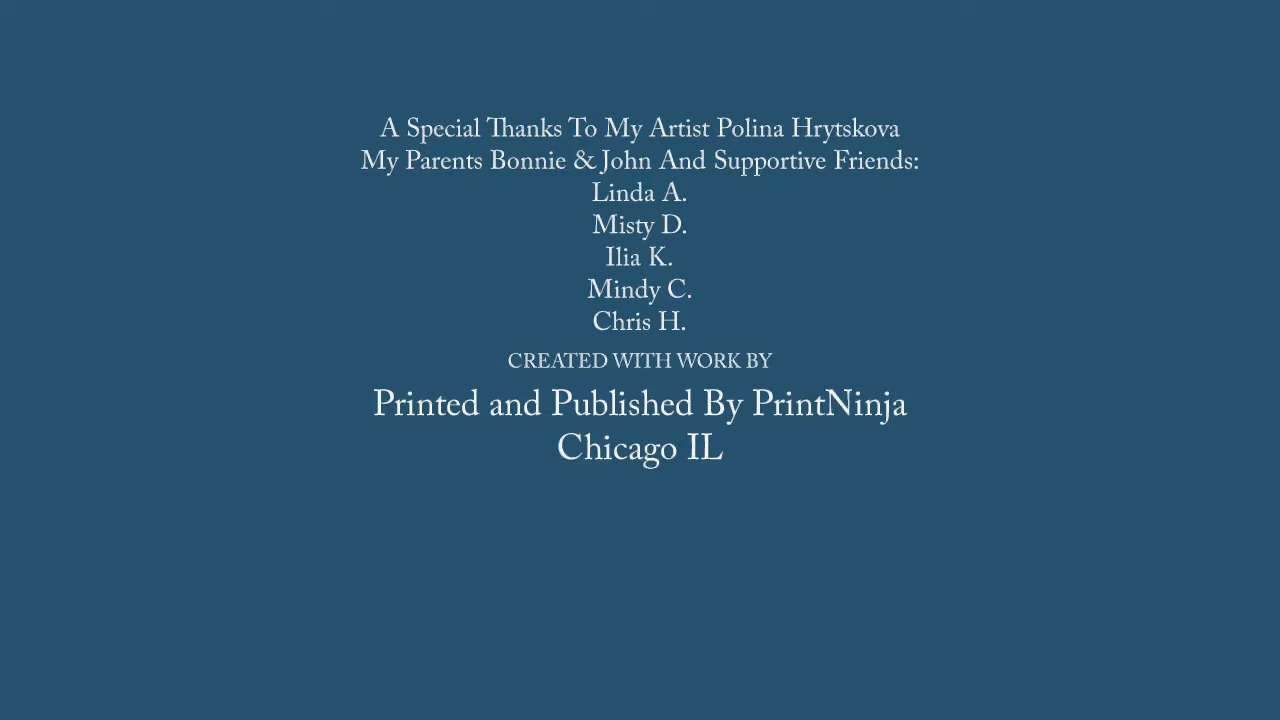 A Special Thanks To My Artist Polina Hrytskova
My Parents Bonnie & John And Supportive Friends:
Linda A.
Misty D.
Ilia K.
Mindy C.
Chris H.
CREATED WITH WORK BY
Printed and Published By PrintNinja
Chicago IL